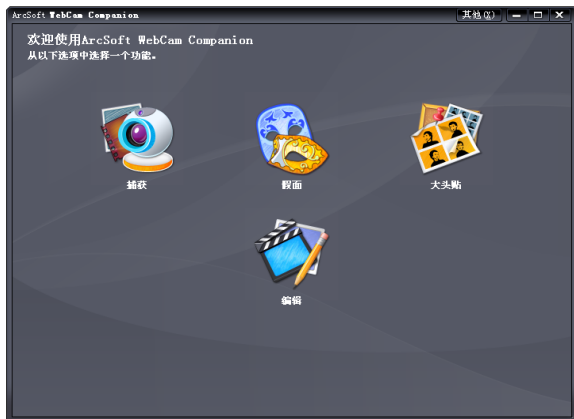 ArcSoft WebCam Companion
其他(X)
欢迎使用ArcSoft WebCam Companion
从以下选项中选择一个功能。
捕获
假面
大头贴
编辑